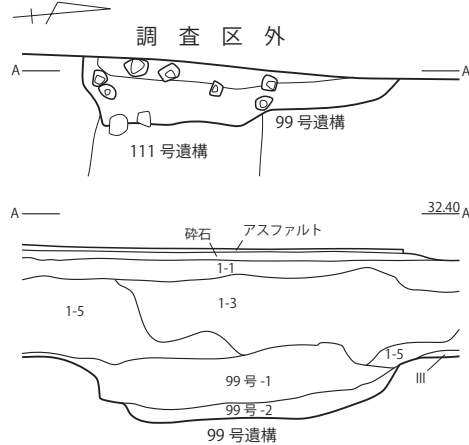 調査区外
A A
99 号遺構
111 号遺構
A 32.40 A
砕石 アスファルト
1-1
1-5 1-3
1-5
99 号 -1 III
99 号 -2
99 号遺構